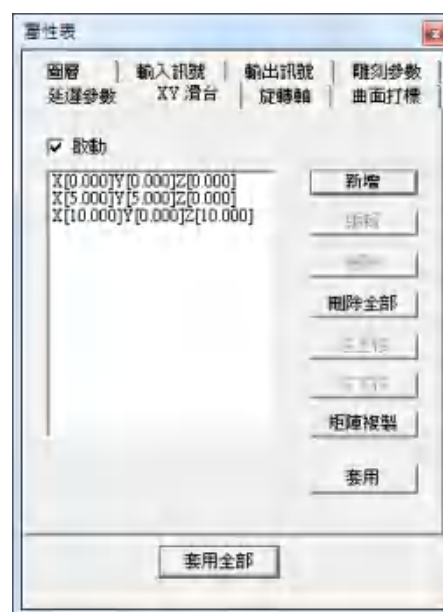 屬性表
圖層 輸入訊號 輸出訊號 雕刻參數
延遲參數 XY 滑台 旋轉軸 曲面打標
啟動
X[0.000]Y[0.000]Z[0.000]
X[5.000]Y[5.000]Z[0.000]
X[10.000]Y[0.000]Z[10.000]
新增
刪除全部
矩陣複製
套用
套用全部